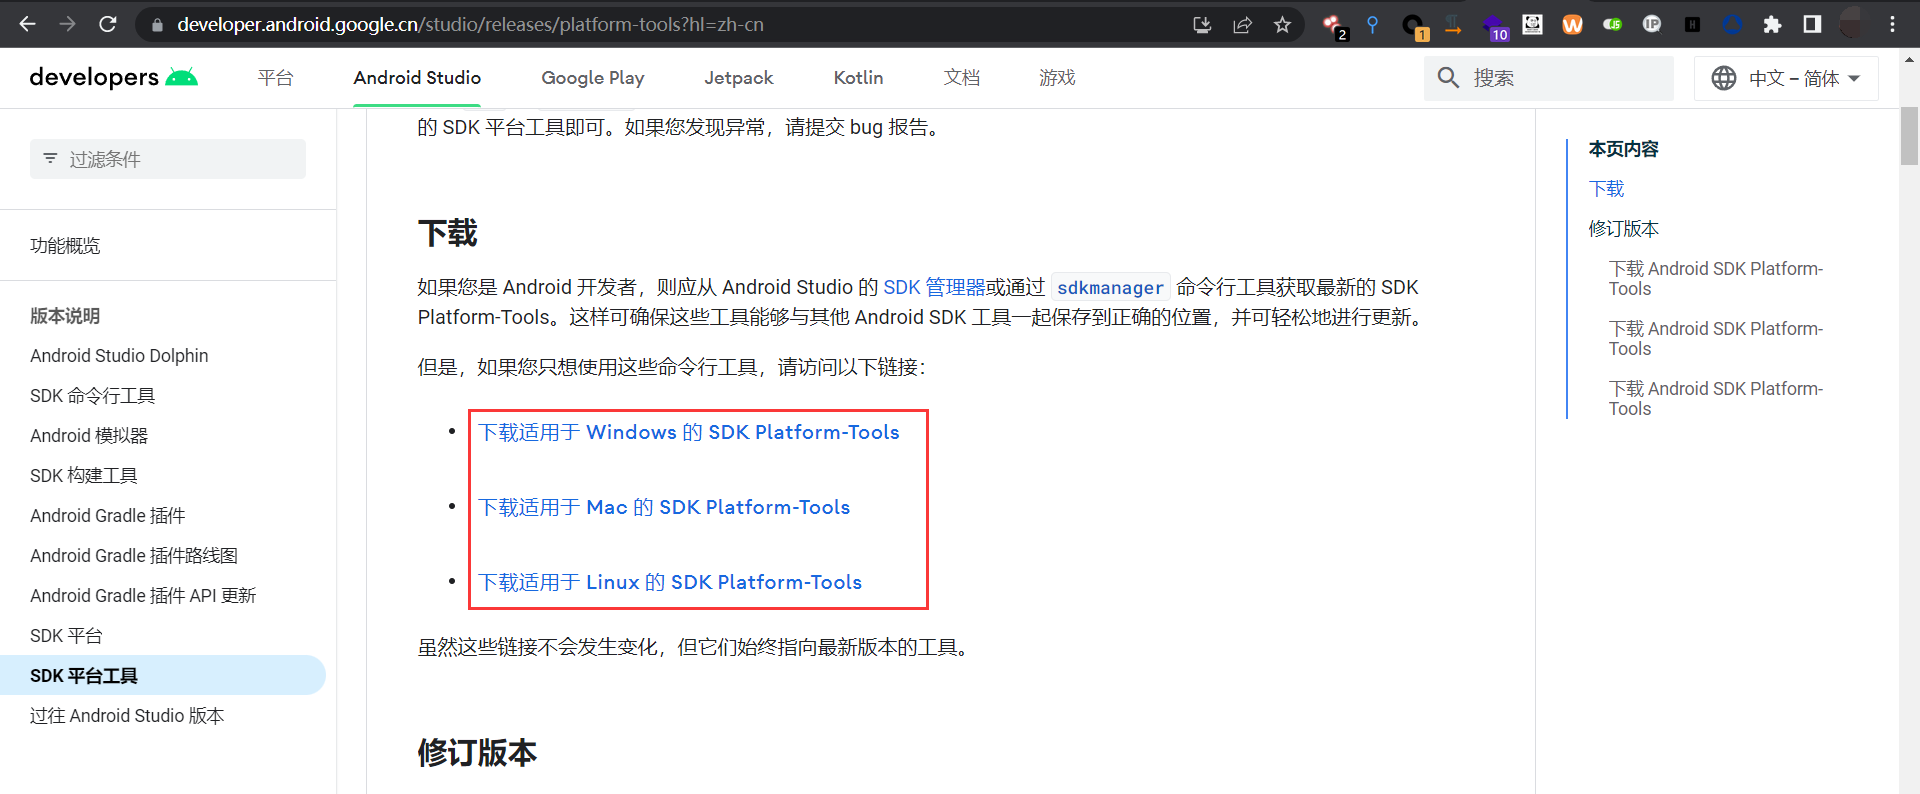 developer.android.google.cn/studio/releases/platform-tools?hl=zh-cn
2
1
10
developers
平台
Android Studio
Google Play
Jetpack
Kotlin
文档
游戏
搜索
中文 – 简体
过滤条件
功能概览
版本说明
Android Studio Dolphin
SDK 命令行工具
Android 模拟器
SDK 构建工具
Android Gradle 插件
Android Gradle 插件路线图
Android Gradle 插件 API 更新
SDK 平台
SDK 平台工具
过往 Android Studio 版本
的 SDK 平台工具即可。如果您发现异常，请提交 bug 报告。
下载
如果您是 Android 开发者，则应从 Android Studio 的 SDK 管理器或通过 sdkmanager 命令行工具获取最新的 SDK
Platform-Tools。这样可确保这些工具能够与其他 Android SDK 工具一起保存到正确的位置，并可轻松地进行更新。
但是，如果您只想使用这些命令行工具，请访问以下链接：
• 下载适用于 Windows 的 SDK Platform-Tools
• 下载适用于 Mac 的 SDK Platform-Tools
• 下载适用于 Linux 的 SDK Platform-Tools
虽然这些链接不会发生变化，但它们始终指向最新版本的工具。
修订版本
本页内容
下载
修订版本
下载 Android SDK Platform-
Tools
下载 Android SDK Platform-
Tools
下载 Android SDK Platform-
Tools